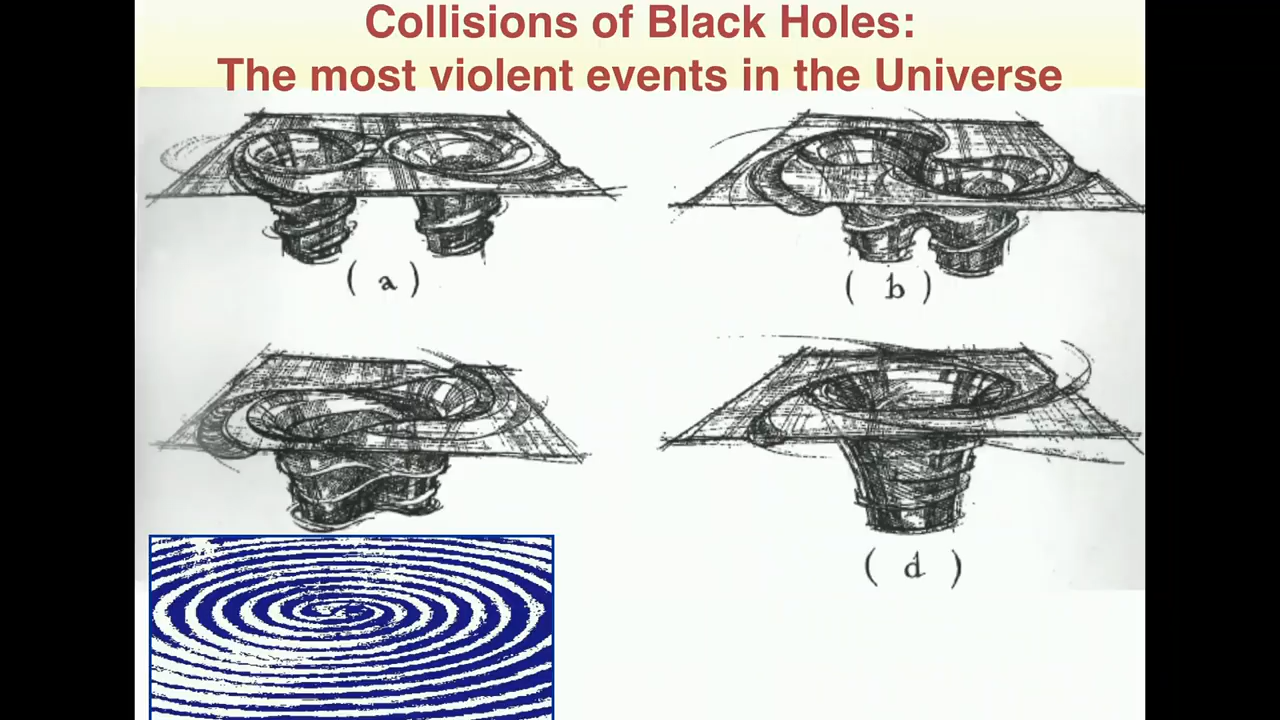 Collisions of Black Holes:
The most violent events in the Universe
( a )
( b )
( d )